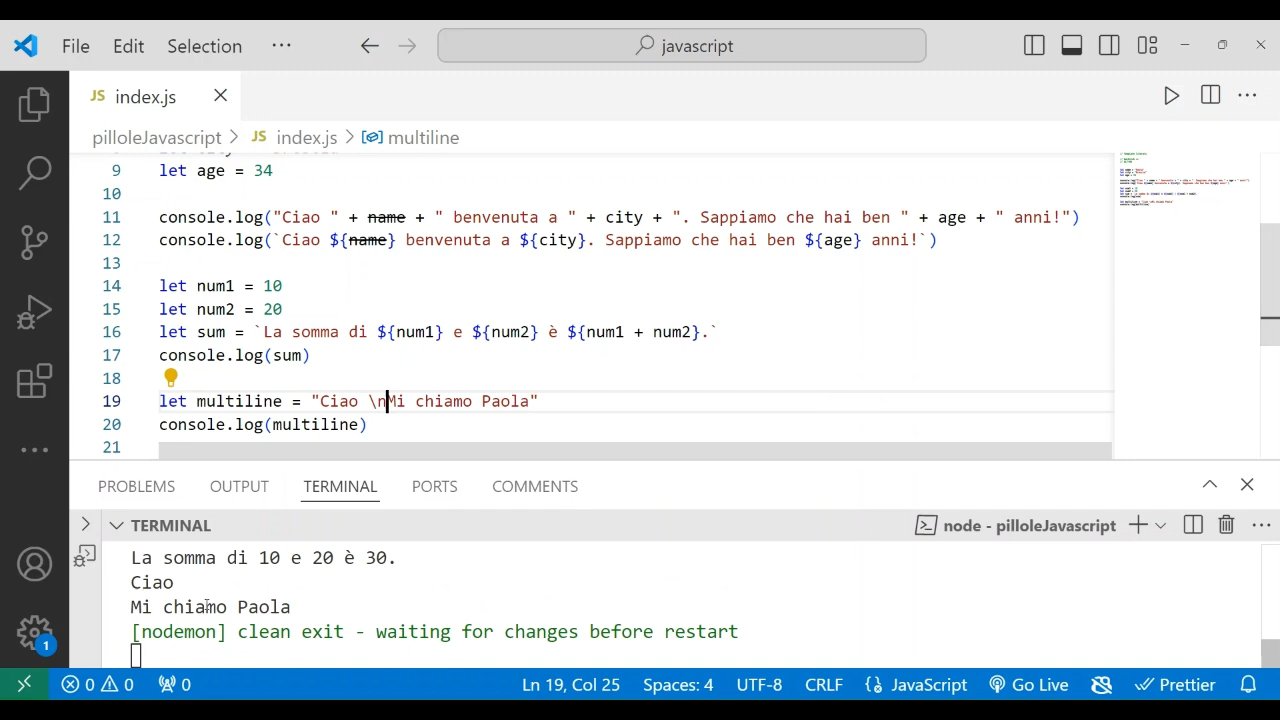 File Edit Selection ··· javascript
JS index.js
pilloleJavascript > JS index.js > multiline
9 let age = 34
10
11 console.log("Ciao " + name + " benvenuta a " + city + ". Sappiamo che hai ben " + age + " anni!")
12 console.log(`Ciao ${name} benvenuta a ${city}. Sappiamo che hai ben ${age} anni!`)
13
14 let num1 = 10
15 let num2 = 20
16 let sum = `La somma di ${num1} e ${num2} è ${num1 + num2}.`
17 console.log(sum)
18
19 let multiline = "Ciao \nMi chiamo Paola"
20 console.log(multiline)
21
PROBLEMS OUTPUT TERMINAL PORTS COMMENTS
TERMINAL node - pilloleJavascript
La somma di 10 e 20 è 30.
Ciao
Mi chiamo Paola
[nodemon] clean exit - waiting for changes before restart
1
0 0 0 Ln 19, Col 25 Spaces: 4 UTF-8 CRLF JavaScript Go Live Prettier